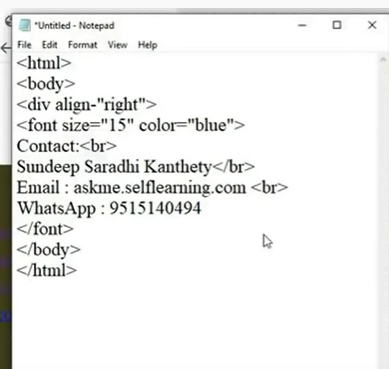 *Untitled - Notepad
File Edit Format View Help
<html>
<body>
<div align-"right">
<font size="15" color="blue">
Contact:<br>
Sundeep Saradhi Kanthety</br>
Email : askme.selflearning.com <br>
WhatsApp : 9515140494
</font>
</body>
</html>